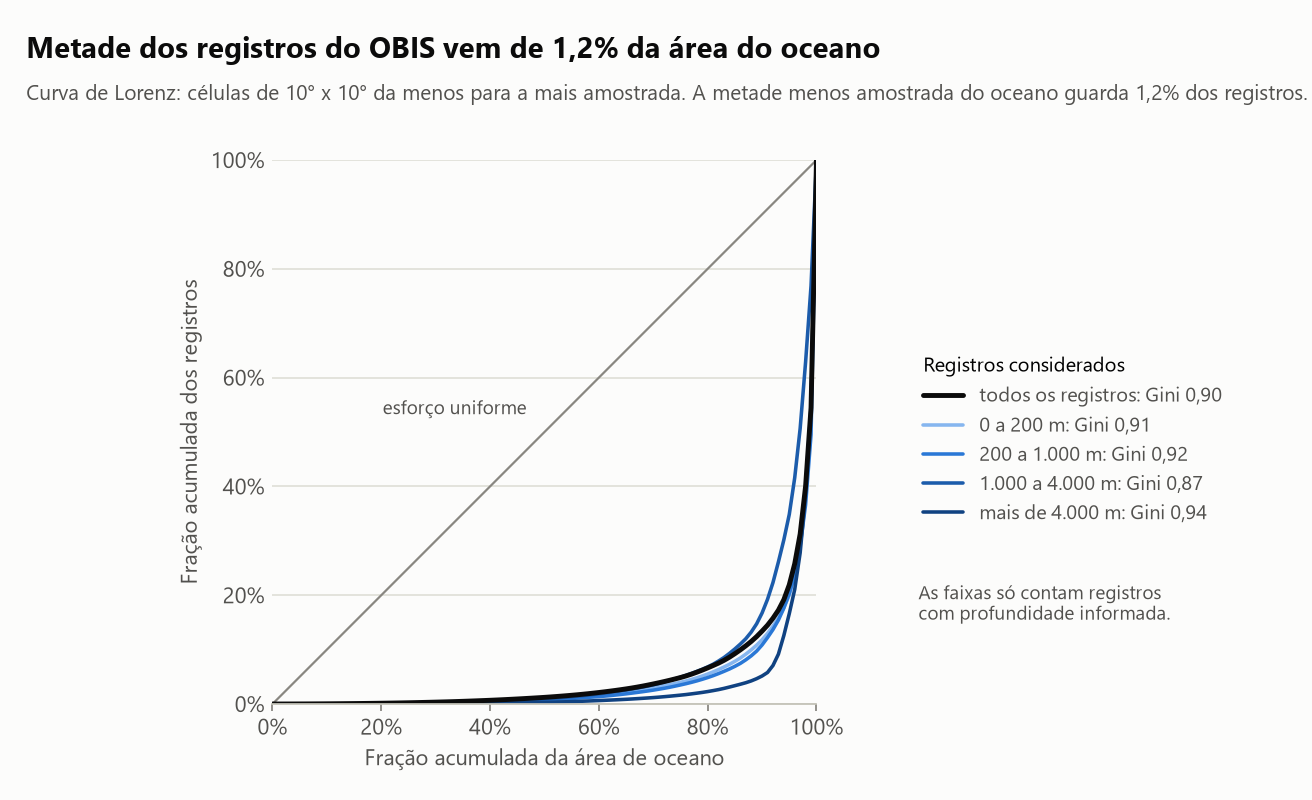 Metade dos registros do OBIS vem de 1,2% da área do oceano
Curva de Lorenz: células de 10° x 10° da menos para a mais amostrada. A metade menos amostrada do oceano guarda 1,2% dos registros.
100%
80%
60%
40%
20%
0%
Fração acumulada dos registros
esforço uniforme
0%
20%
40%
60%
80%
100%
Fração acumulada da área de oceano
Registros considerados
todos os registros: Gini 0,90
0 a 200 m: Gini 0,91
200 a 1.000 m: Gini 0,92
1.000 a 4.000 m: Gini 0,87
mais de 4.000 m: Gini 0,94
As faixas só contam registros
com profundidade informada.